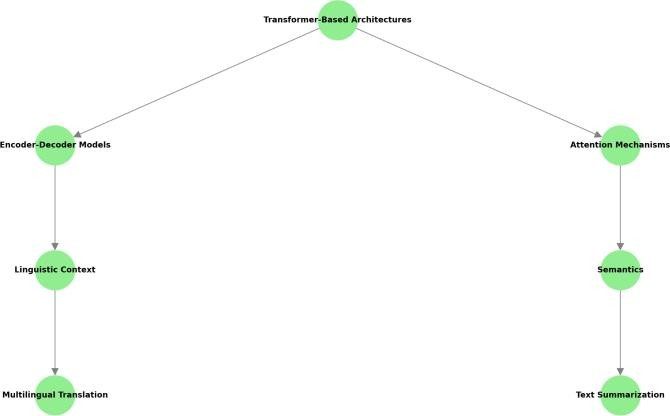 Transformer-Based Architectures
Encoder-Decoder Models
Attention Mechanisms
Linguistic Context
Semantics
Multilingual Translation
Text Summarization